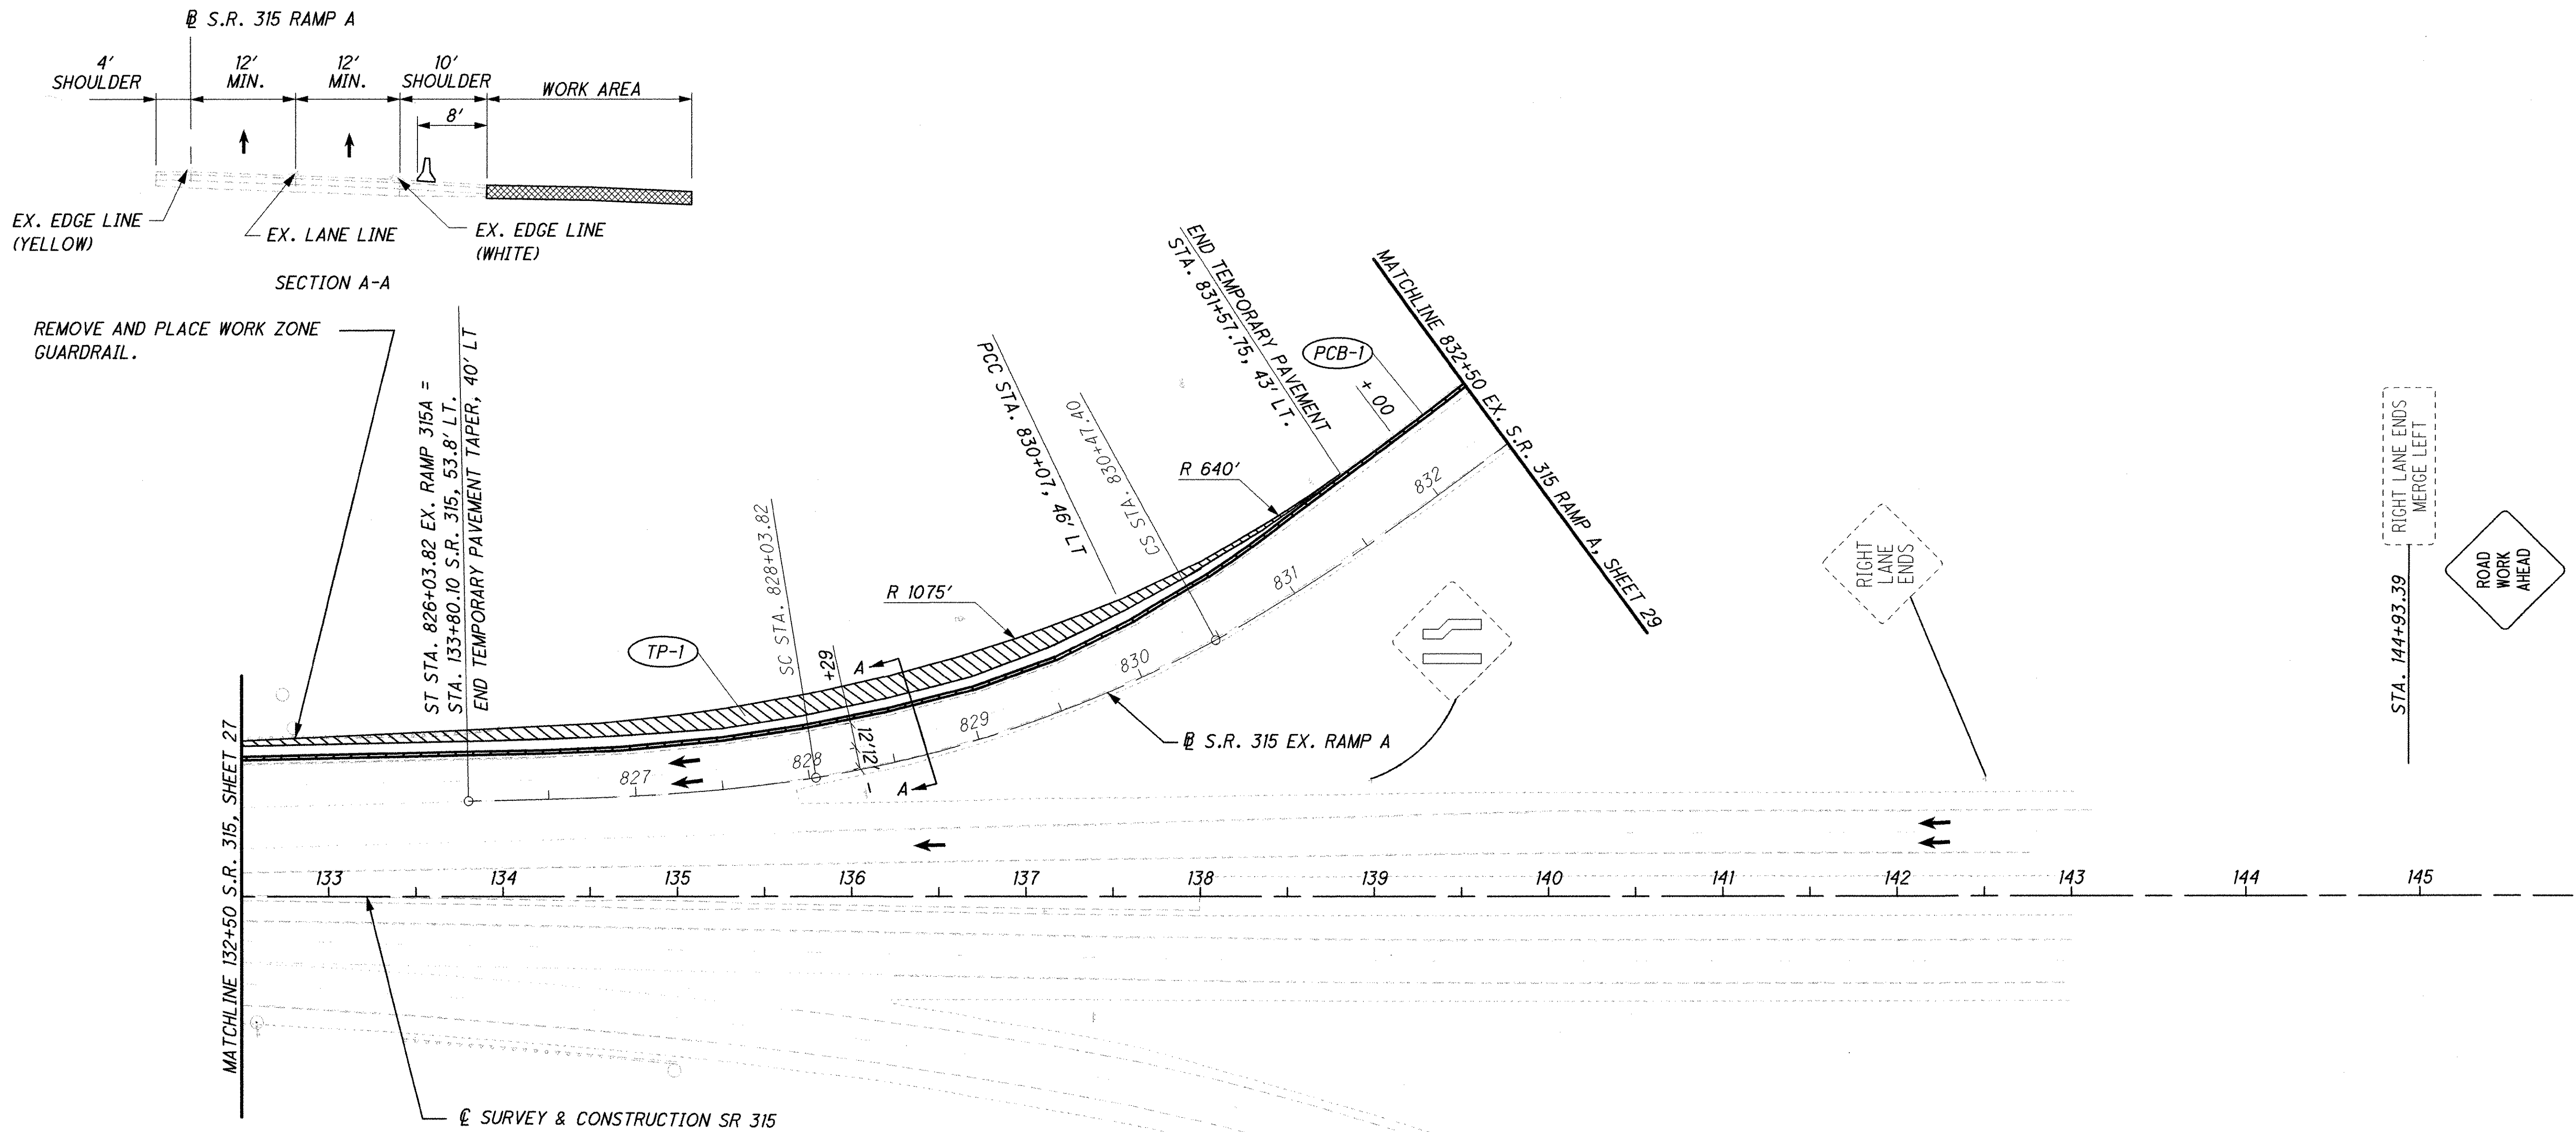 ℄ S.R. 315 RAMP A
4'
SHOULDER
12'
MIN.
12'
MIN.
10'
SHOULDER
WORK AREA
8'
EX. EDGE LINE
(YELLOW)
EX. LANE LINE
EX. EDGE LINE
(WHITE)
SECTION A-A
REMOVE AND PLACE WORK ZONE
GUARDRAIL.
ST STA. 826+03.82 EX. RAMP 315A =
STA. 133+80.10 S.R. 315, 53.8' LT.
END TEMPORARY PAVEMENT TAPER, 40' LT
TP-1
SC STA. 828+03.82
+29
A
A
12'
12'
R 1075'
PCC STA. 830+07, 46' LT
CS STA. 830+47.40
R 640'
END TEMPORARY PAVEMENT
STA. 831+57.75, 43' LT.
PCB-1
+ 00
MATCHLINE 832+50 EX. S.R. 315 RAMP A, SHEET 29
827
828
829
830
831
832
℄ S.R. 315 EX. RAMP A
RIGHT
LANE
ENDS
RIGHT LANE ENDS
MERGE LEFT
STA. 144+93.39
ROAD
WORK
AHEAD
MATCHLINE 132+50 S.R. 315, SHEET 27
133
134
135
136
137
138
139
140
141
142
143
144
145
℄ SURVEY & CONSTRUCTION SR 315